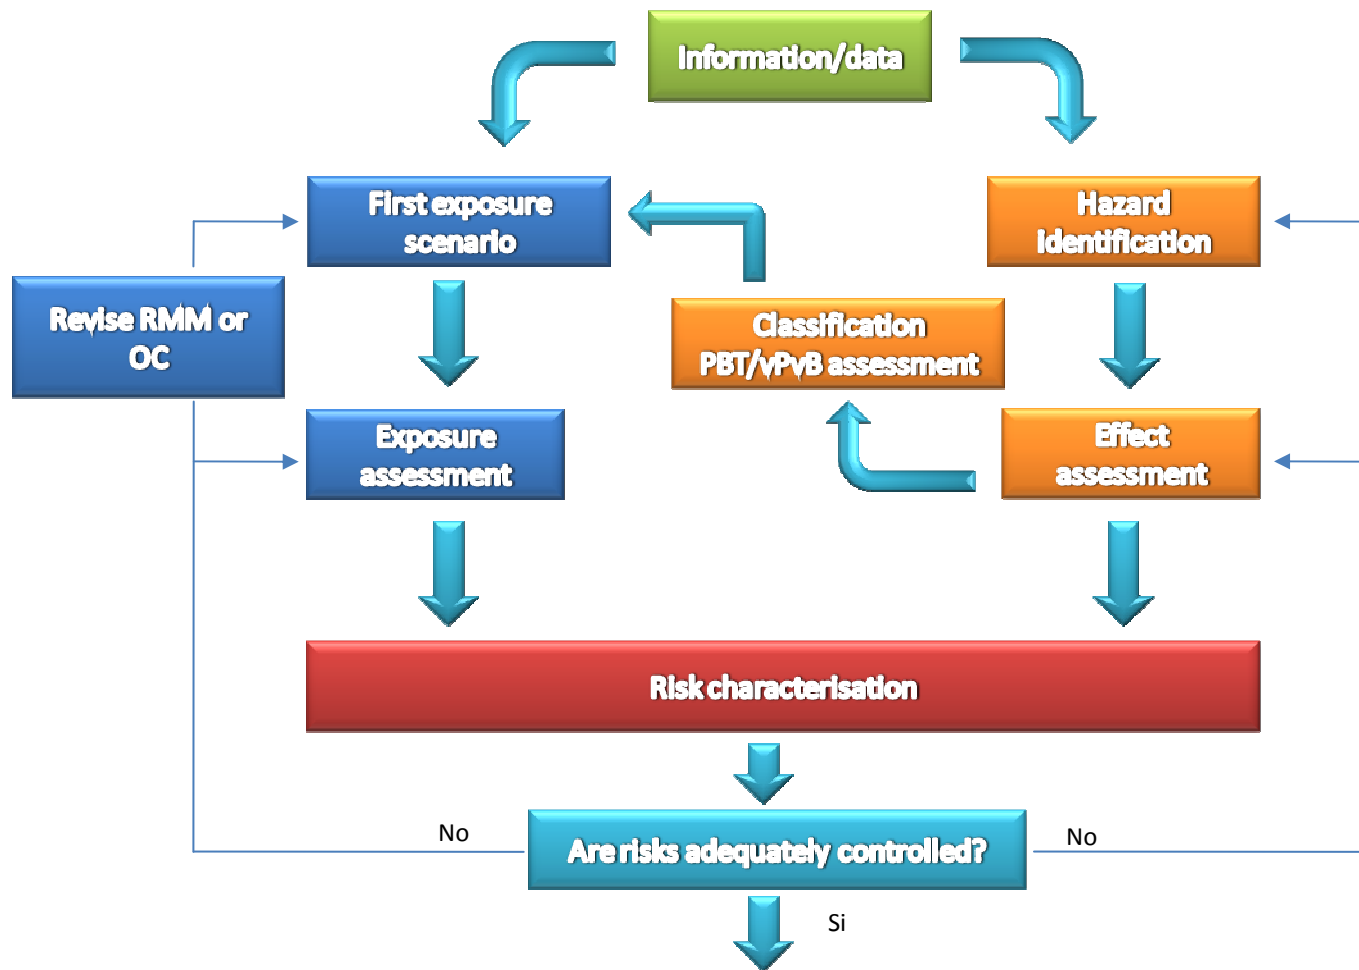 Information/data
First exposure
scenario
Hazard
identification
Revise RMM or
OC
Classification
PBT/vPvB assessment
Exposure
assessment
Effect
assessment
Risk characterisation
No
Are risks adequately controlled?
No
Si